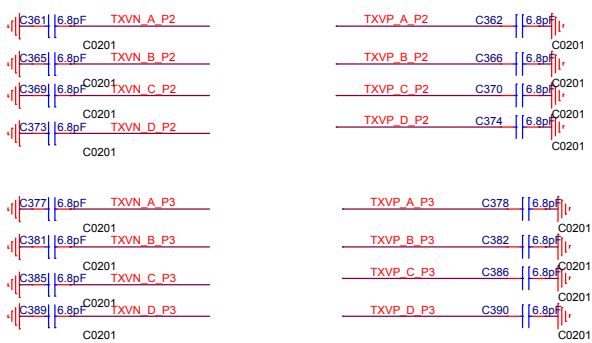 C361 6.8pF TXVN_A_P2 TXVP_A_P2 C362 6.8pF
C0201 C0201
C365 6.8pF TXVN_B_P2 TXVP_B_P2 C366 6.8pF
C0201 C0201
C369 6.8pF TXVN_C_P2 TXVP_C_P2 C370 6.8pF
C0201 C0201
C373 6.8pF TXVN_D_P2 TXVP_D_P2 C374 6.8pF
C0201 C0201
C377 6.8pF TXVN_A_P3 TXVP_A_P3 C378 6.8pF
C0201 C0201
C381 6.8pF TXVN_B_P3 TXVP_B_P3 C382 6.8pF
C0201 C0201
C385 6.8pF TXVN_C_P3 TXVP_C_P3 C386 6.8pF
C0201 C0201
C389 6.8pF TXVN_D_P3 TXVP_D_P3 C390 6.8pF
C0201 C0201